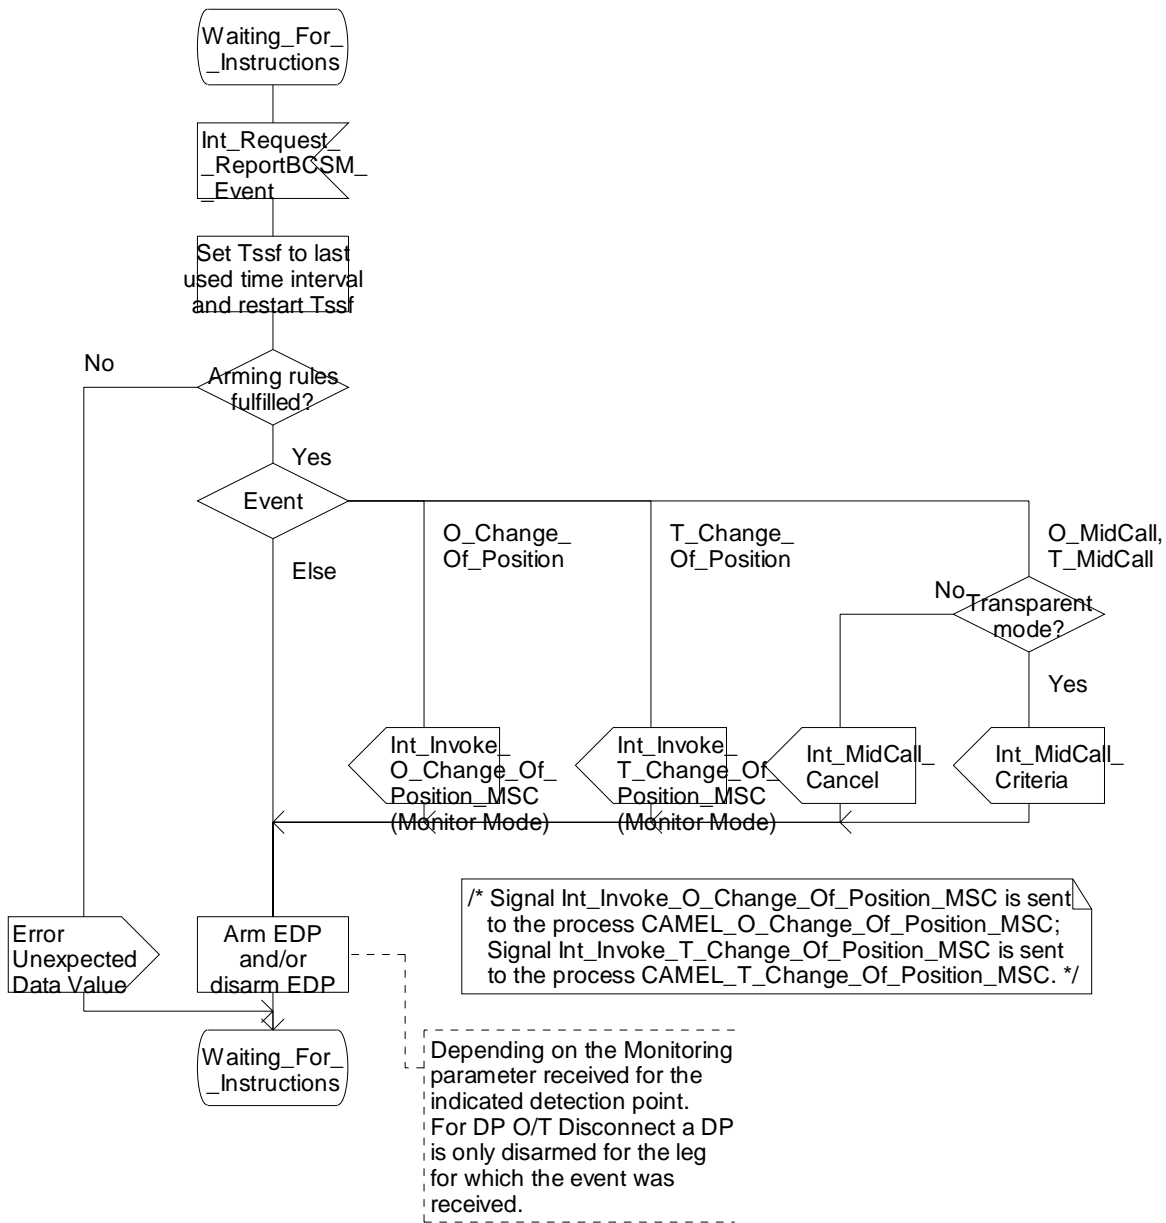 Waiting_For_
_Instructions
Int_Request_
_ReportBCSM_
_Event
Set Tssf to last
used time interval
and restart Tssf
No
Arming rules
fulfilled?
Yes
Event
O_Change_
Of_Position
T_Change_
Of_Position
O_MidCall,
T_MidCall
Else
No
Transparent
mode?
Yes
Int_Invoke_
O_Change_Of_
Position_MSC
(Monitor Mode)
Int_Invoke_
T_Change_Of_
Position_MSC
(Monitor Mode)
Int_MidCall_
Cancel
Int_MidCall_
Criteria
/* Signal Int_Invoke_O_Change_Of_Position_MSC is sent
to the process CAMEL_O_Change_Of_Position_MSC;
Signal Int_Invoke_T_Change_Of_Position_MSC is sent
to the process CAMEL_T_Change_Of_Position_MSC. */
Error
Unexpected
Data Value
Arm EDP
and/or
disarm EDP
Waiting_For_
_Instructions
Depending on the Monitoring
parameter received for the
indicated detection point.
For DP O/T Disconnect a DP
is only disarmed for the leg
for which the event was
received.